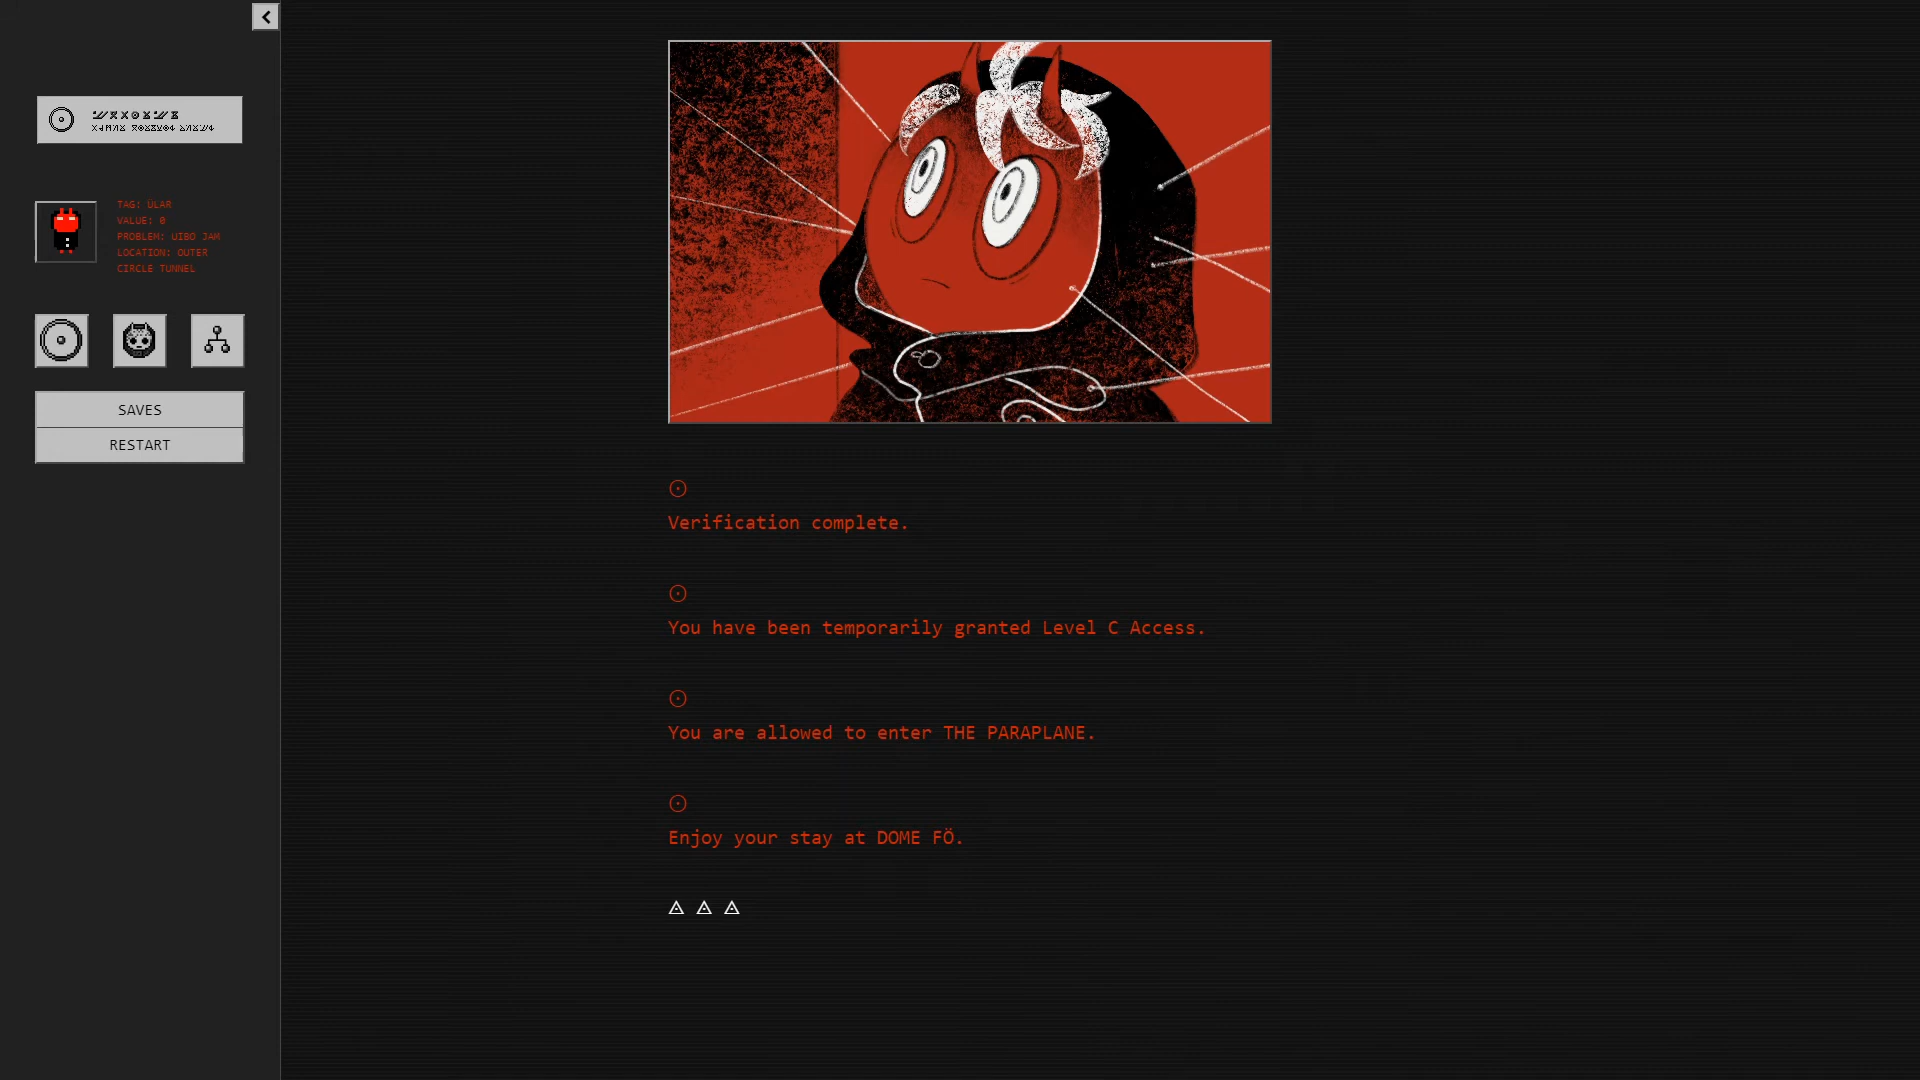 TAG: ÜLAR
VALUE: 0
PROBLEM: UIBO JAM
LOCATION: OUTER
CIRCLE TUNNEL
SAVES
RESTART
Verification complete.
You have been temporarily granted Level C Access.
You are allowed to enter THE PARAPLANE.
Enjoy your stay at DOME FÖ.